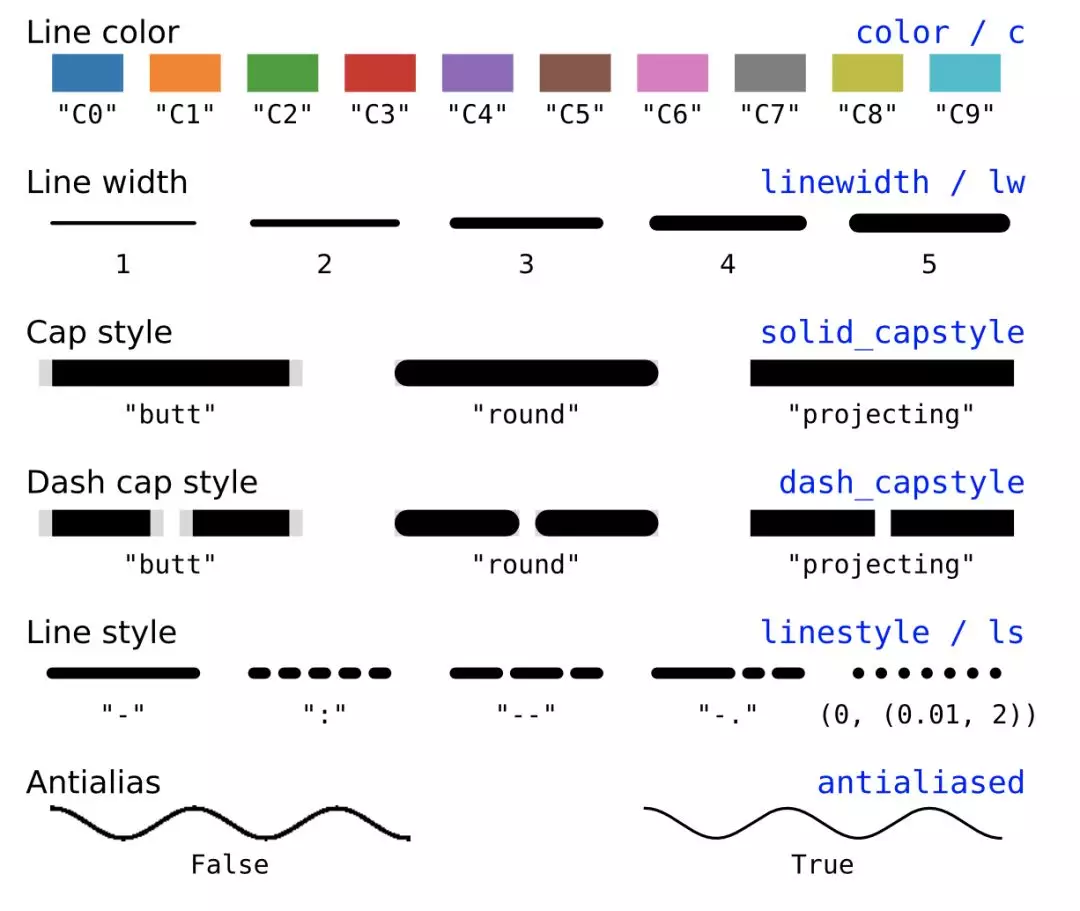 Line color color / c
"C0" "C1" "C2" "C3" "C4" "C5" "C6" "C7" "C8" "C9"
Line width linewidth / lw
1 2 3 4 5
Cap style solid_capstyle
"butt" "round" "projecting"
Dash cap style dash_capstyle
"butt" "round" "projecting"
Line style linestyle / ls
"-" ":" "--" "-." (0, (0.01, 2))
Antialias antialiased
False True